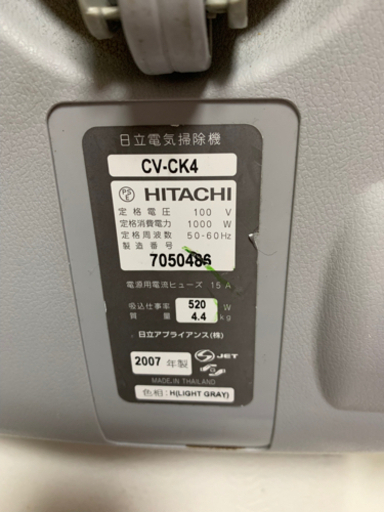 日立電気掃除機
CV-CK4
PS E HITACHI
定格電圧 100 V
定格消費電力 1000 W
定格周波数 50-60Hz
製造番号
7050486
電源用電流ヒューズ 15 A
吸込仕事率 520 W
質量 4.4 kg
日立アプライアンス(株)
2007 年製 S JET
MADE IN THAILAND
色相:H(LIGHT GRAY)